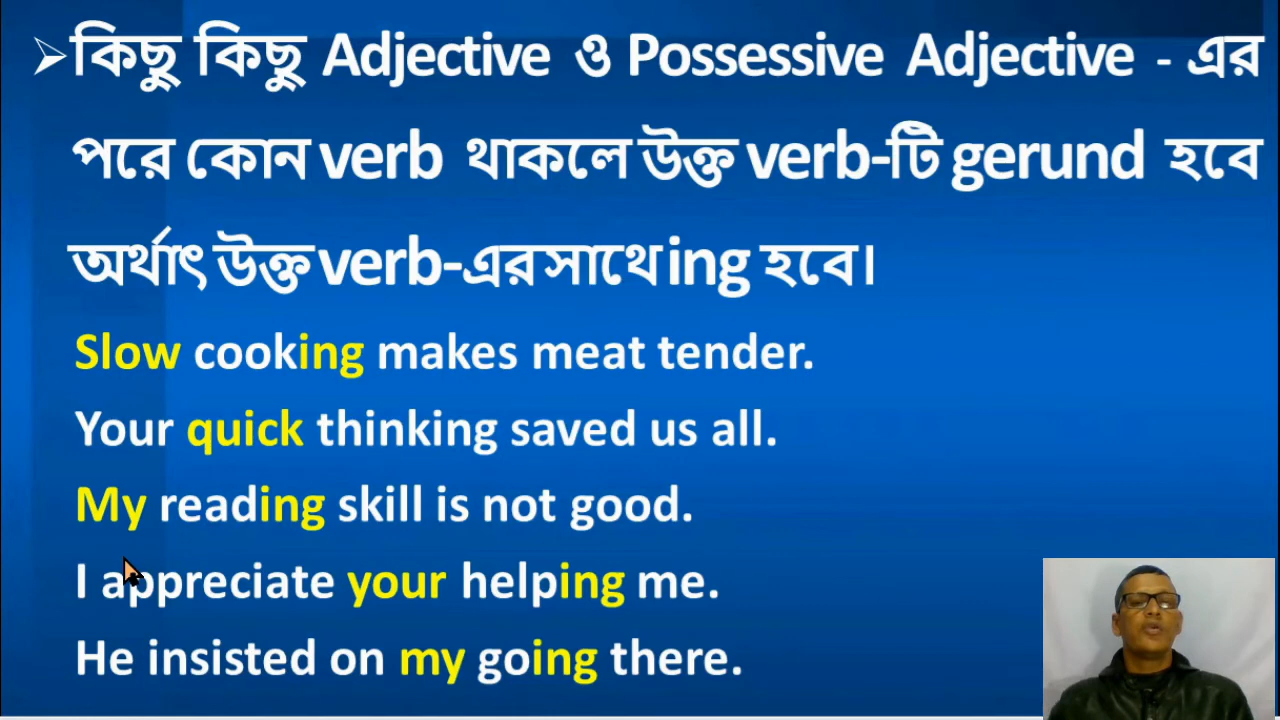 ➢কিছু কিছু Adjective ও Possessive Adjective - এর
পরে কোন verb থাকলে উক্ত verb-টি gerund হবে
অর্থাৎ উক্ত verb-এর সাথে ing হবে।
Slow cooking makes meat tender.
Your quick thinking saved us all.
My reading skill is not good.
I appreciate your helping me.
He insisted on my going there.